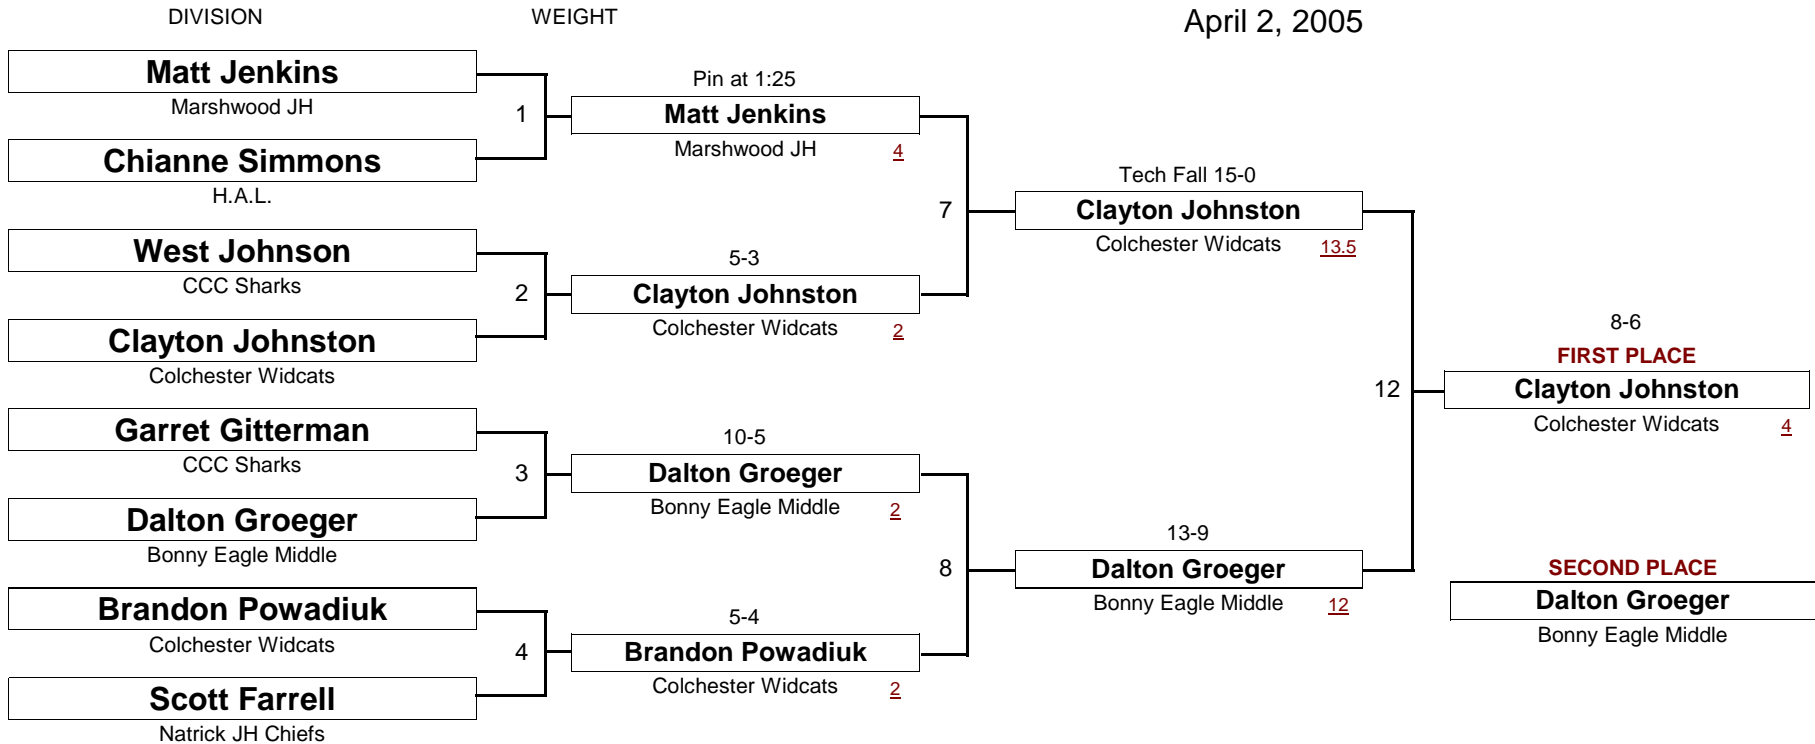 DIVISION
WEIGHT
April 2, 2005
Matt Jenkins
Marshwood JH
1
Chianne Simmons
H.A.L.
West Johnson
CCC Sharks
2
Clayton Johnston
Colchester Widcats
Garret Gitterman
CCC Sharks
3
Dalton Groeger
Bonny Eagle Middle
Brandon Powadiuk
Colchester Widcats
4
Scott Farrell
Natrick JH Chiefs
Pin at 1:25
Matt Jenkins
Marshwood JH 4
7
5-3
Clayton Johnston
Colchester Widcats 2
10-5
Dalton Groeger
Bonny Eagle Middle 2
8
5-4
Brandon Powadiuk
Colchester Widcats 2
Tech Fall 15-0
Clayton Johnston
Colchester Widcats 13.5
12
13-9
Dalton Groeger
Bonny Eagle Middle 12
8-6
FIRST PLACE
Clayton Johnston
Colchester Widcats 4
SECOND PLACE
Dalton Groeger
Bonny Eagle Middle